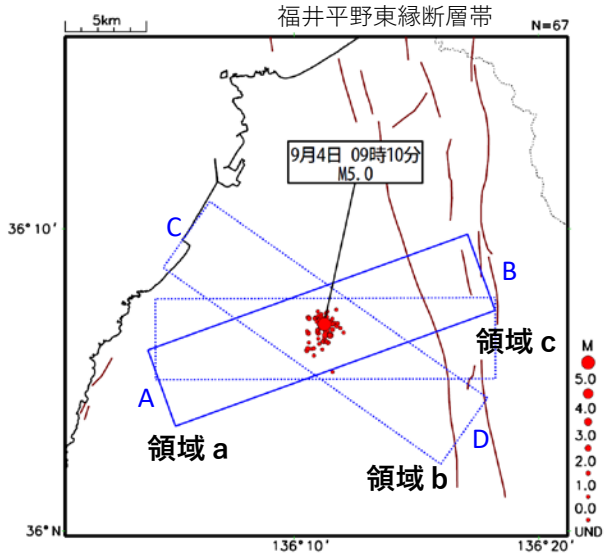 福井平野東縁断層帯
5km
N=67
9月4日 09時10分
M5.0
36°10'
C
B
領域 c
A
領域 a
D
領域 b
M
5.0
4.0
3.0
2.0
1.0
0.0
UND
36°N
136°10'
136°20'